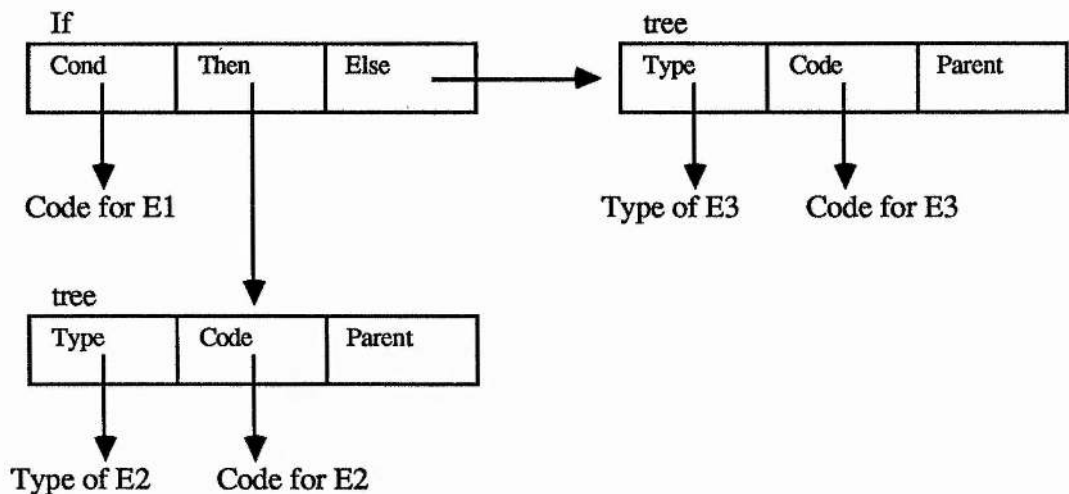 If
Cond Then Else
tree
Type Code Parent
Code for E1
Type of E3 Code for E3
tree
Type Code Parent
Type of E2 Code for E2